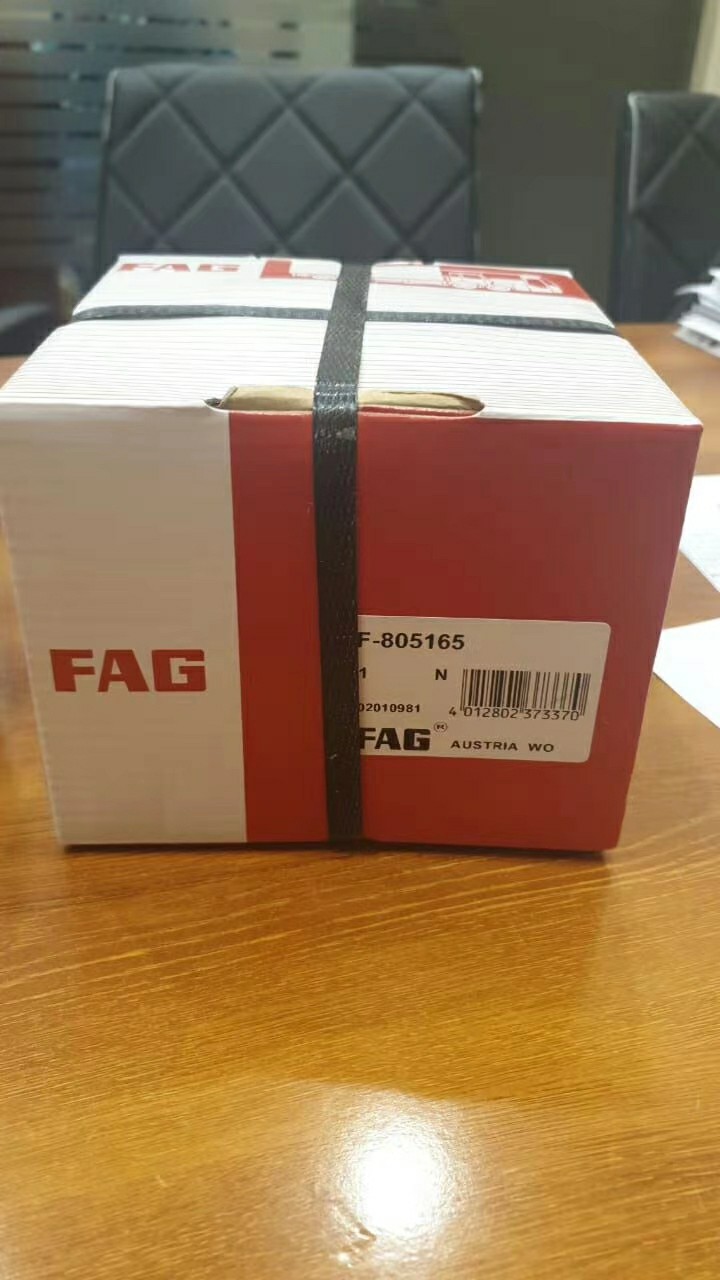 FAG
FAG
F-805165
1 N
02010981
4 012802 373370
FAG® AUSTRIA WO